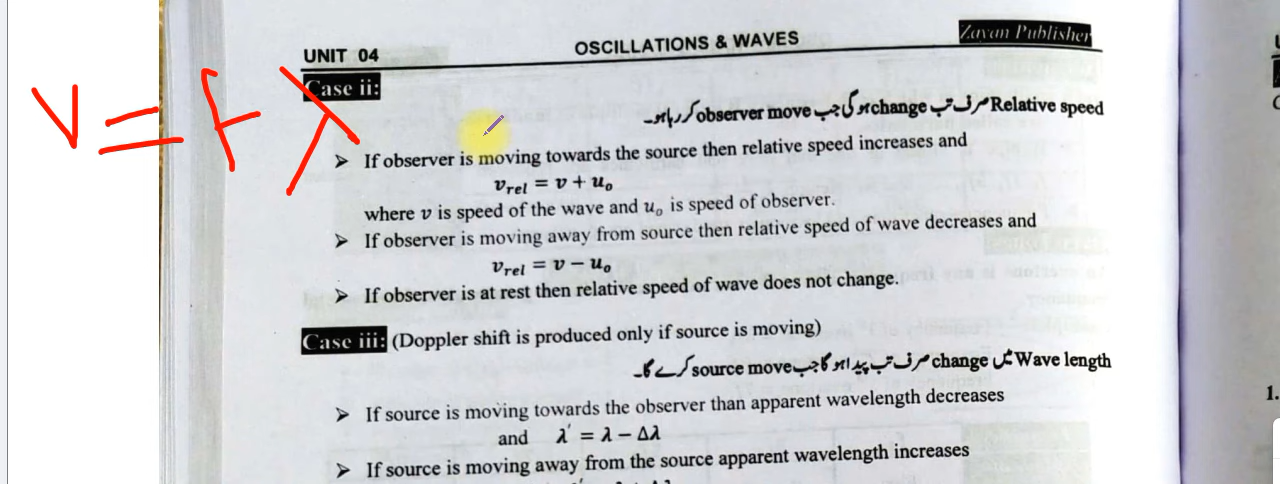 UNIT 04
OSCILLATIONS & WAVES
Zavan Publisher
V = fλ
Case ii:
Relative speed صرف تب change ہوگی جب observer move کر رہا ہو۔
➤ If observer is moving towards the source then relative speed increases and
v_rel = v + u_o
where v is speed of the wave and u_o is speed of observer.
➤ If observer is moving away from source then relative speed of wave decreases and
v_rel = v − u_o
➤ If observer is at rest then relative speed of wave does not change.
Case iii: (Doppler shift is produced only if source is moving)
Wave length میں change صرف تب پیدا ہو گا جب source move کرے گا۔
➤ If source is moving towards the observer than apparent wavelength decreases
and λ' = λ − Δλ
➤ If source is moving away from the source apparent wavelength increases
1.